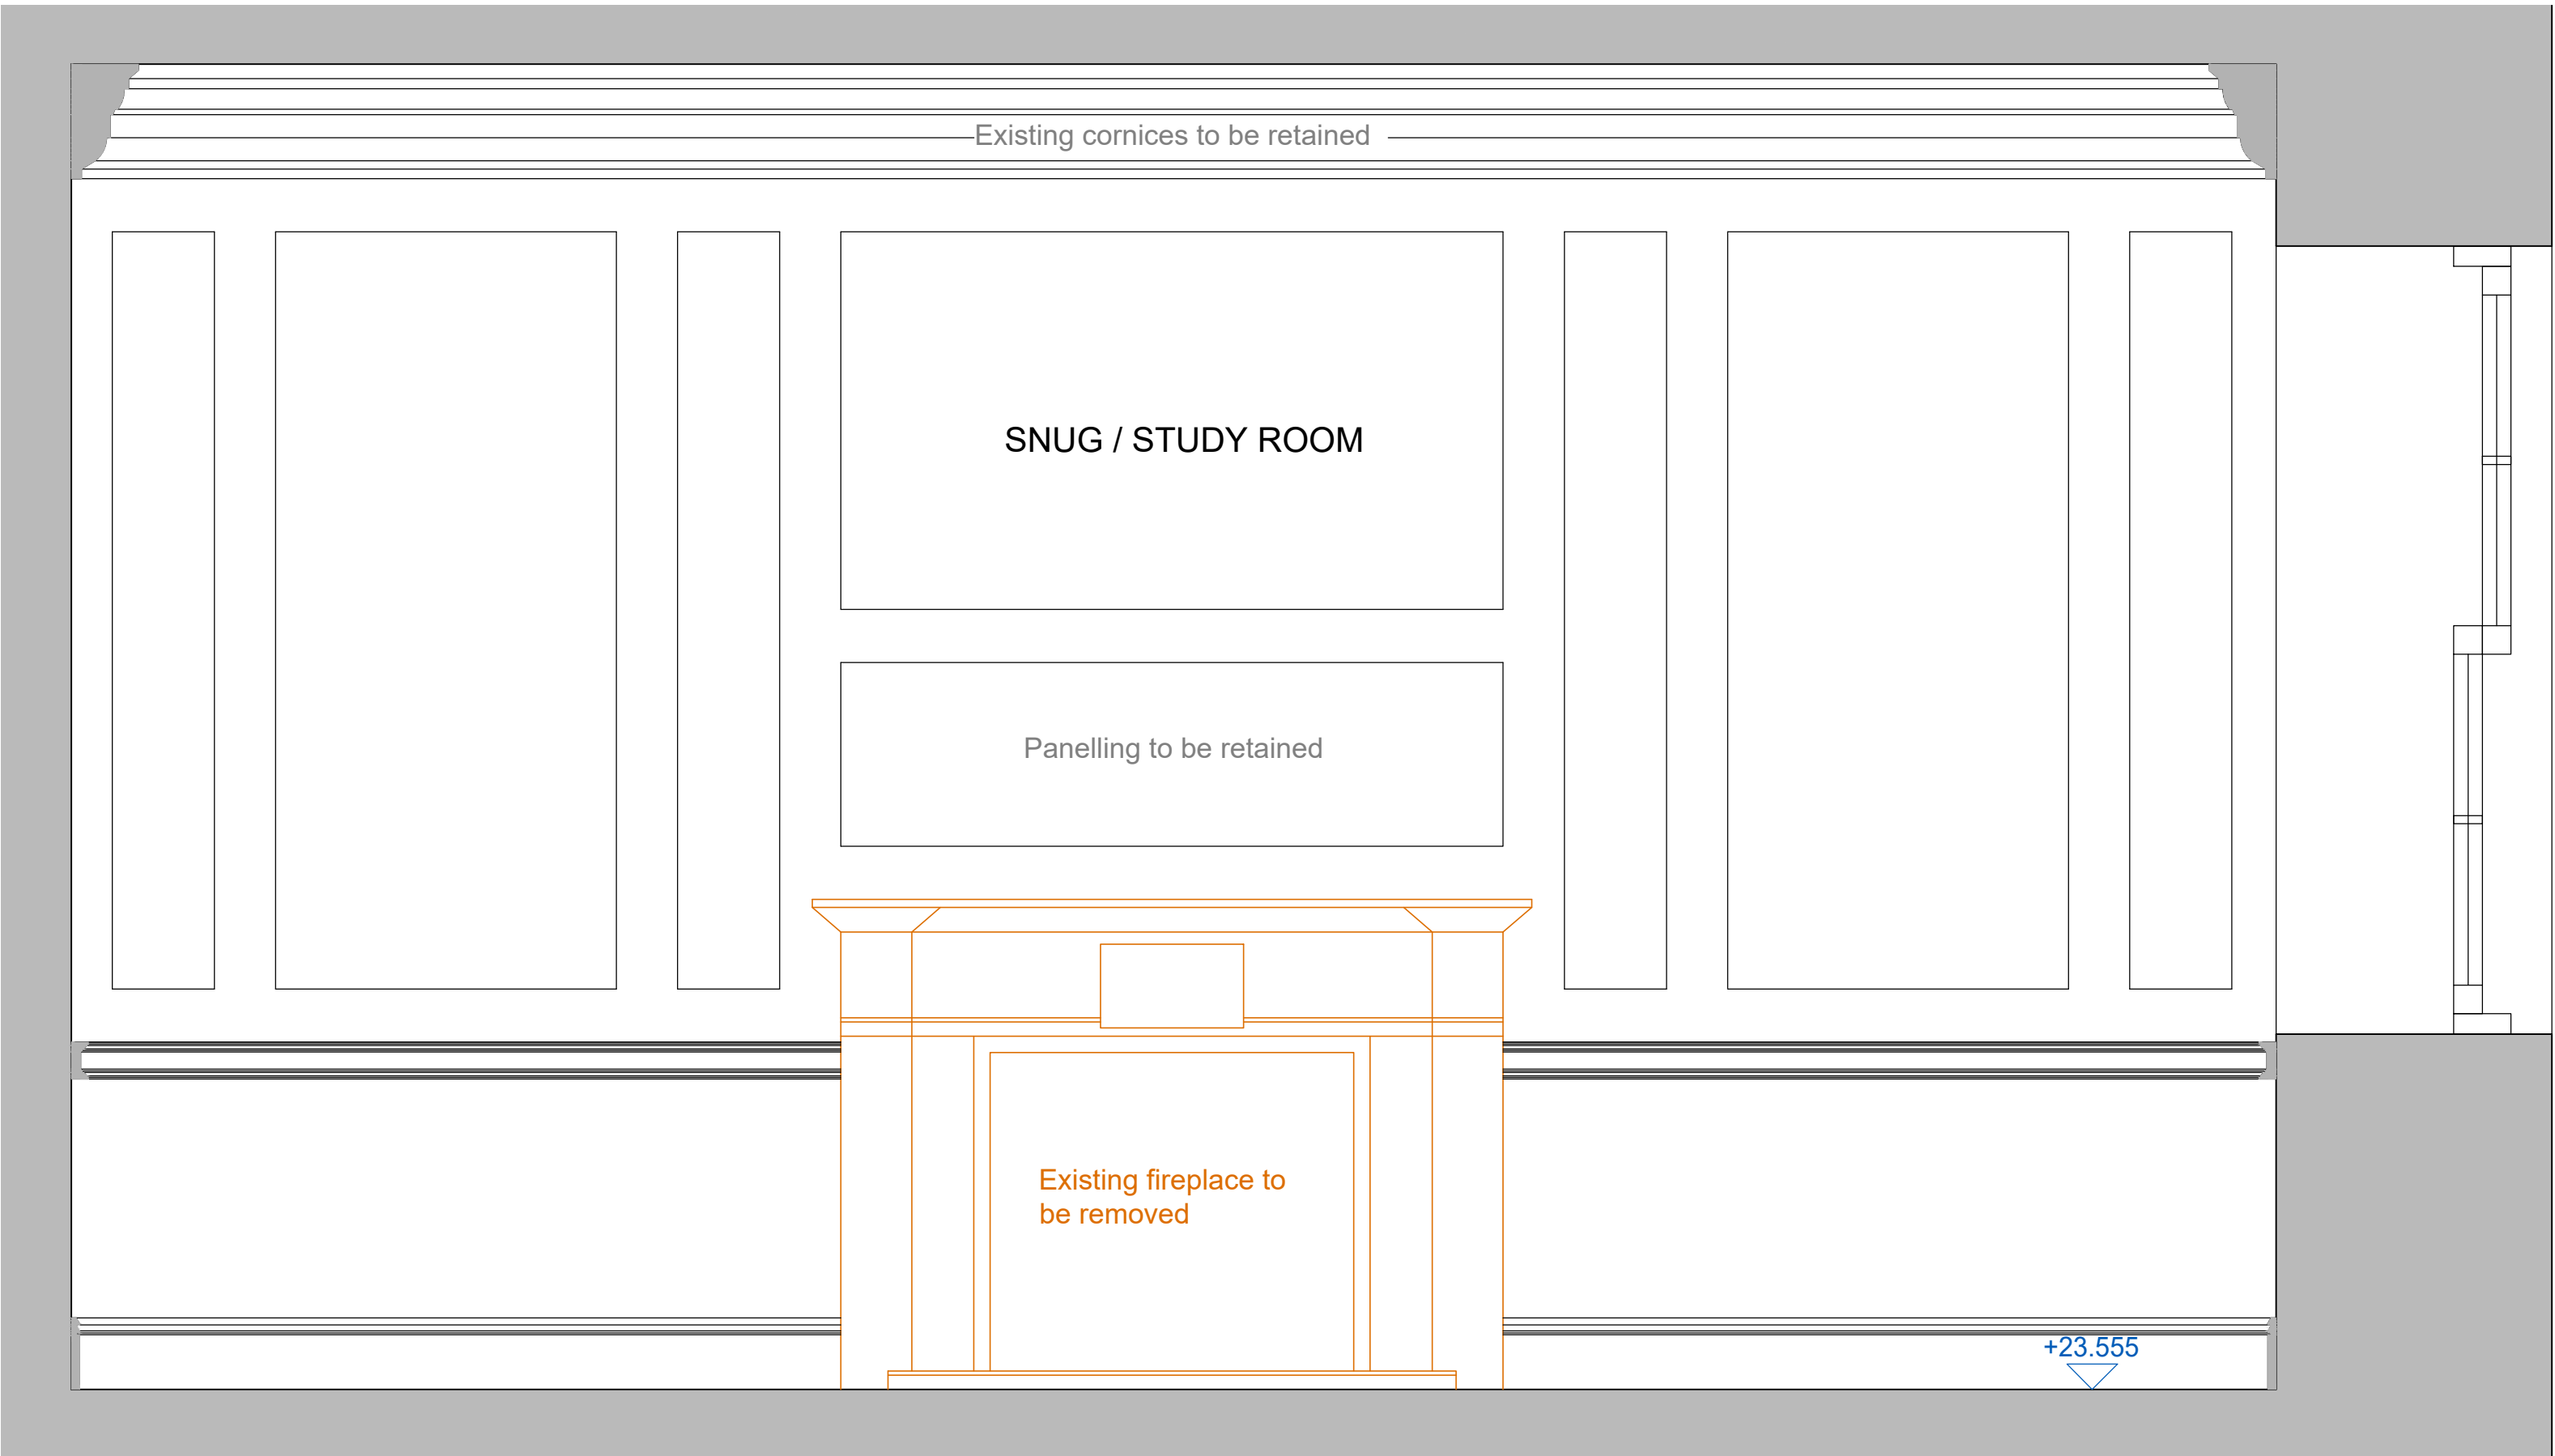 Existing cornices to be retained
SNUG / STUDY ROOM
Panelling to be retained
Existing fireplace to
be removed
+23.555